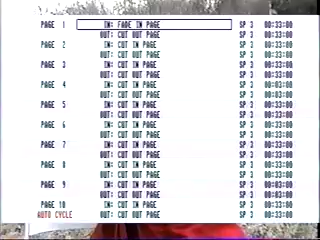 PAGE 1 IN: FADE IN PAGE SP 3 00:33:00
OUT: CUT OUT PAGE SP 3 00:33:00
PAGE 2 IN: CUT IN PAGE SP 3 00:33:00
OUT: CUT OUT PAGE SP 3 00:33:00
PAGE 3 IN: CUT IN PAGE SP 3 00:33:00
OUT: CUT OUT PAGE SP 3 00:33:00
PAGE 4 IN: CUT IN PAGE SP 3 00:03:00
OUT: CUT OUT PAGE SP 3 00:03:00
PAGE 5 IN: CUT IN PAGE SP 3 00:33:00
OUT: CUT OUT PAGE SP 3 00:33:00
PAGE 6 IN: CUT IN PAGE SP 3 00:33:00
OUT: CUT OUT PAGE SP 3 00:33:00
PAGE 7 IN: CUT IN PAGE SP 3 00:33:00
OUT: CUT OUT PAGE SP 3 00:33:00
PAGE 8 IN: CUT IN PAGE SP 3 00:33:00
OUT: CUT OUT PAGE SP 3 00:33:00
PAGE 9 IN: CUT IN PAGE SP 3 00:03:00
OUT: CUT OUT PAGE SP 3 00:03:00
PAGE 10 IN: CUT IN PAGE SP 3 00:33:00
AUTO CYCLE OUT: CUT OUT PAGE SP 3 00:33:00